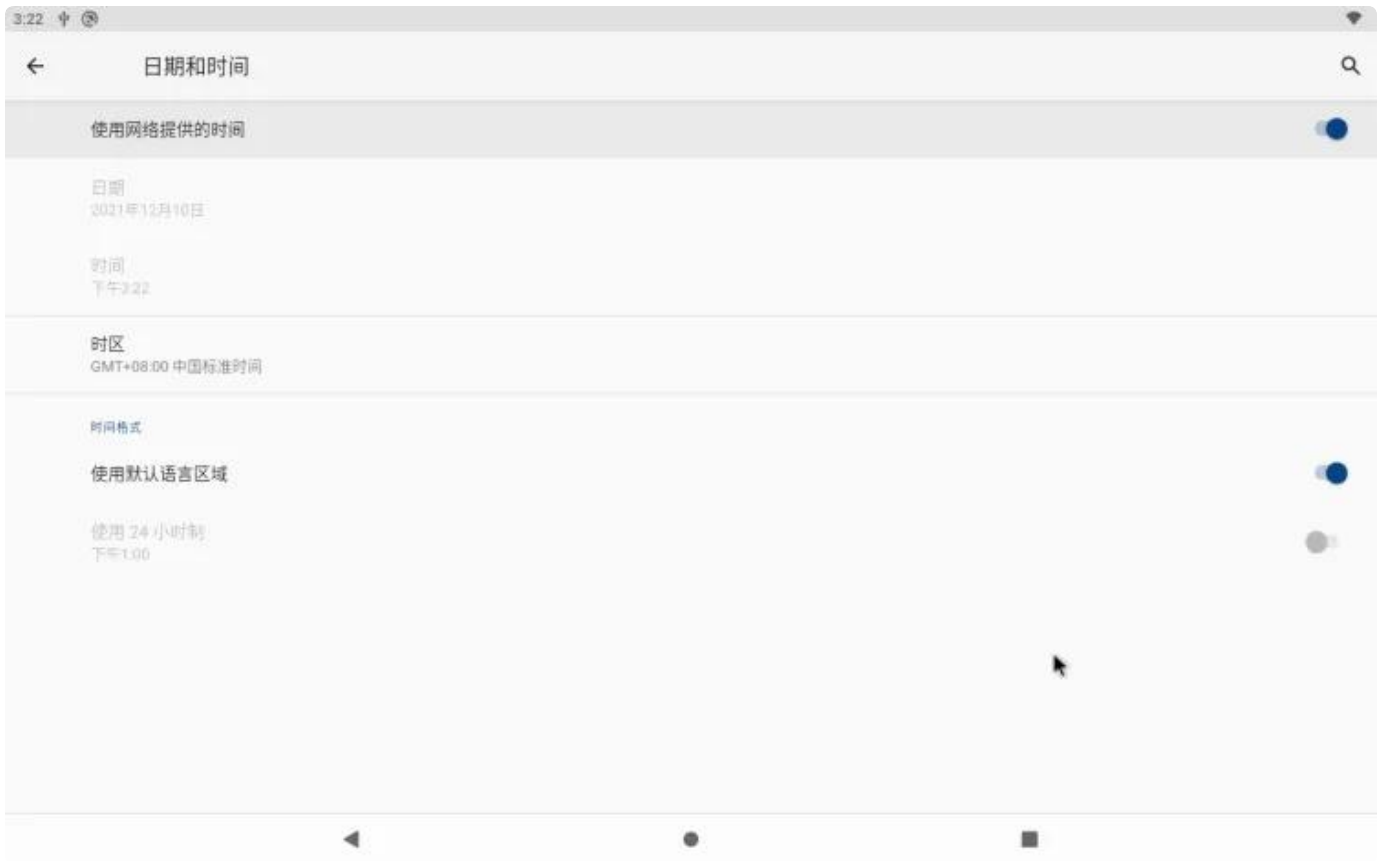 3:22
日期和时间
使用网络提供的时间
日期
2021年12月10日
时间
下午3:22
时区
GMT+08:00 中国标准时间
时间格式
使用默认语言区域
使用 24 小时制
下午1:00